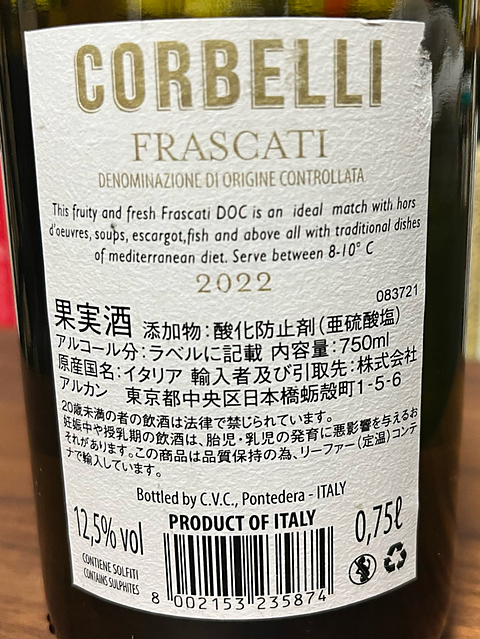 CORBELLI
FRASCATI
DENOMINAZIONE DI ORIGINE CONTROLLATA
This fruity and fresh Frascati DOC is an ideal match with hors
d'oeuvres, soups, escargot,fish and above all with traditional dishes
of mediterranean diet. Serve between 8-10° C
2022
083721
果実酒 添加物:酸化防止剤(亜硫酸塩)
アルコール分:ラベルに記載 内容量:750ml
原産国名:イタリア 輸入者及び引取先:株式会社
アルカン 東京都中央区日本橋蛎殻町1-5-6
20歳未満の者の飲酒は法律で禁じられています。
妊娠中や授乳期の飲酒は、胎児・乳児の発育に悪影響を与えるお
それがあります。この商品は品質保持の為、リーファー(定温)コンテ
ナで輸入しています。
Bottled by C.V.C., Pontedera - ITALY
12,5% vol
PRODUCT OF ITALY
0,75ℓ
CONTIENE SOLFITI
CONTAINS SULPHITES
8 002153 235874